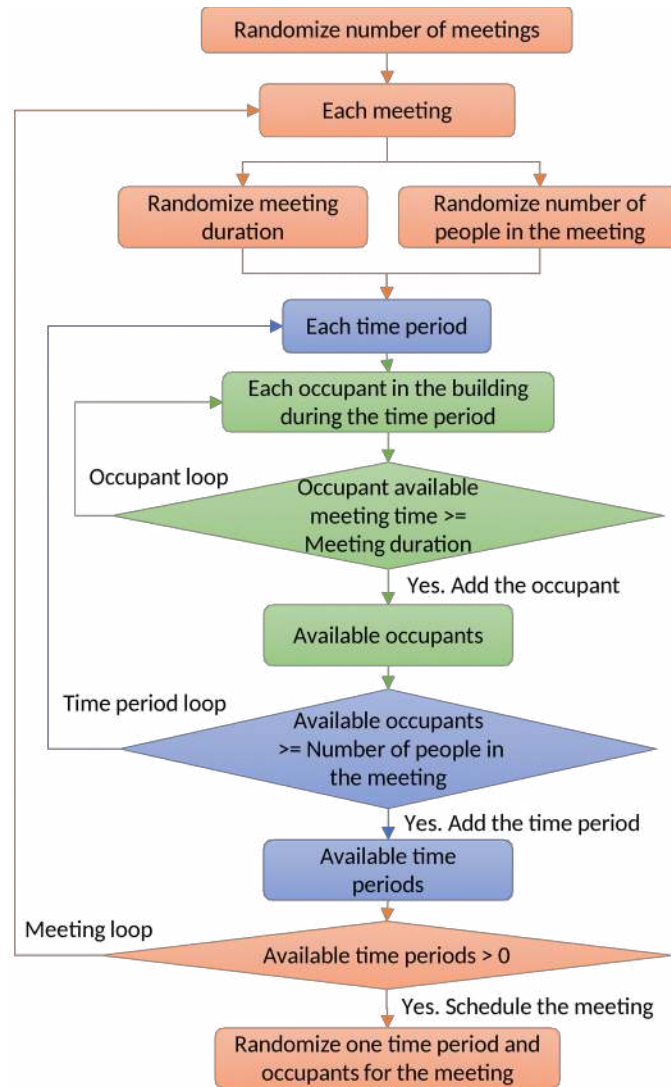 Randomize number of meetings
Each meeting
Randomize meeting
duration
Randomize number of
people in the meeting
Each time period
Each occupant in the building
during the time period
Occupant loop
Occupant available
meeting time >=
Meeting duration
Yes. Add the occupant
Available occupants
Time period loop
Available occupants
>= Number of people in
the meeting
Yes. Add the time period
Available time
periods
Meeting loop
Available time periods > 0
Yes. Schedule the meeting
Randomize one time period and
occupants for the meeting